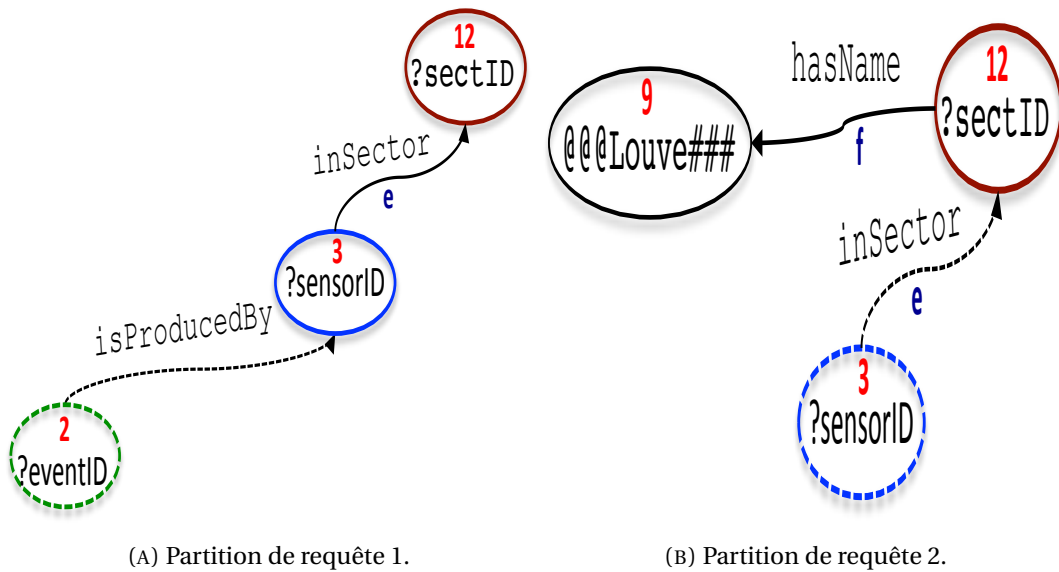 12
?sectID
inSector
e
3
?sensorID
isProducedBy
2
?eventID
(A) Partition de requête 1.
hasName
12
?sectID
9
@@@Louve###
f
inSector
e
3
?sensorID
(B) Partition de requête 2.